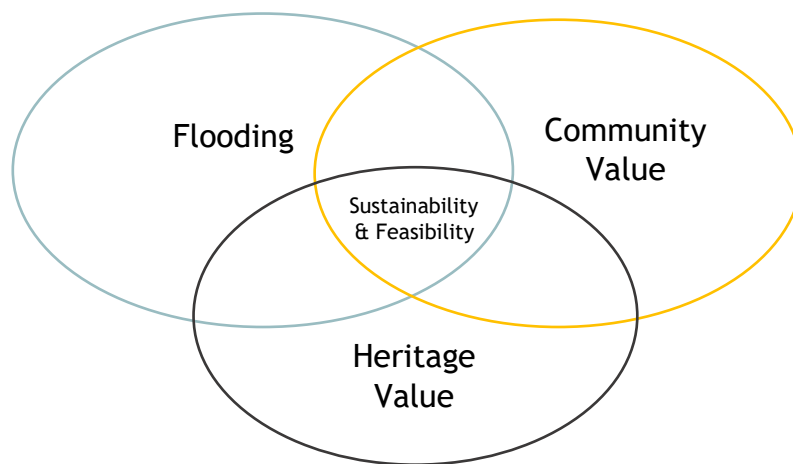 Flooding
Community
Value
Sustainability
& Feasibility
Heritage
Value